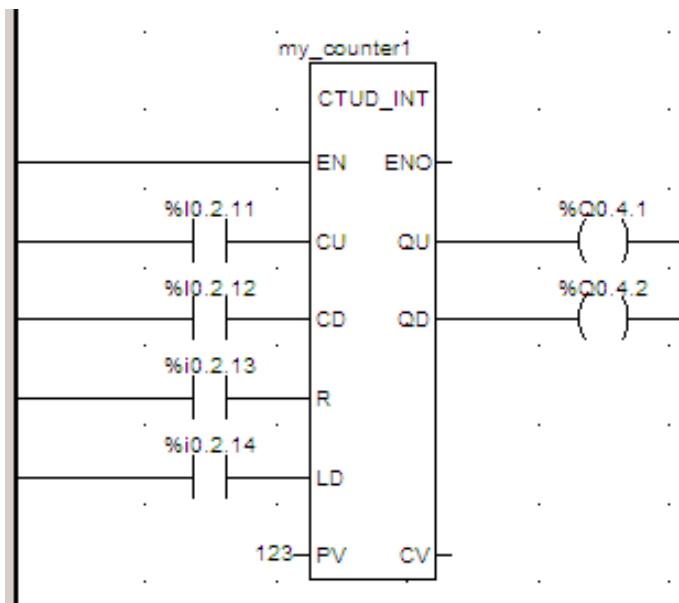 my_counter1
CTUD_INT
EN ENO
%I0.2.11 %Q0.4.1
CU QU
%I0.2.12 %Q0.4.2
CD QD
%i0.2.13
R
%i0.2.14
LD
123 PV CV